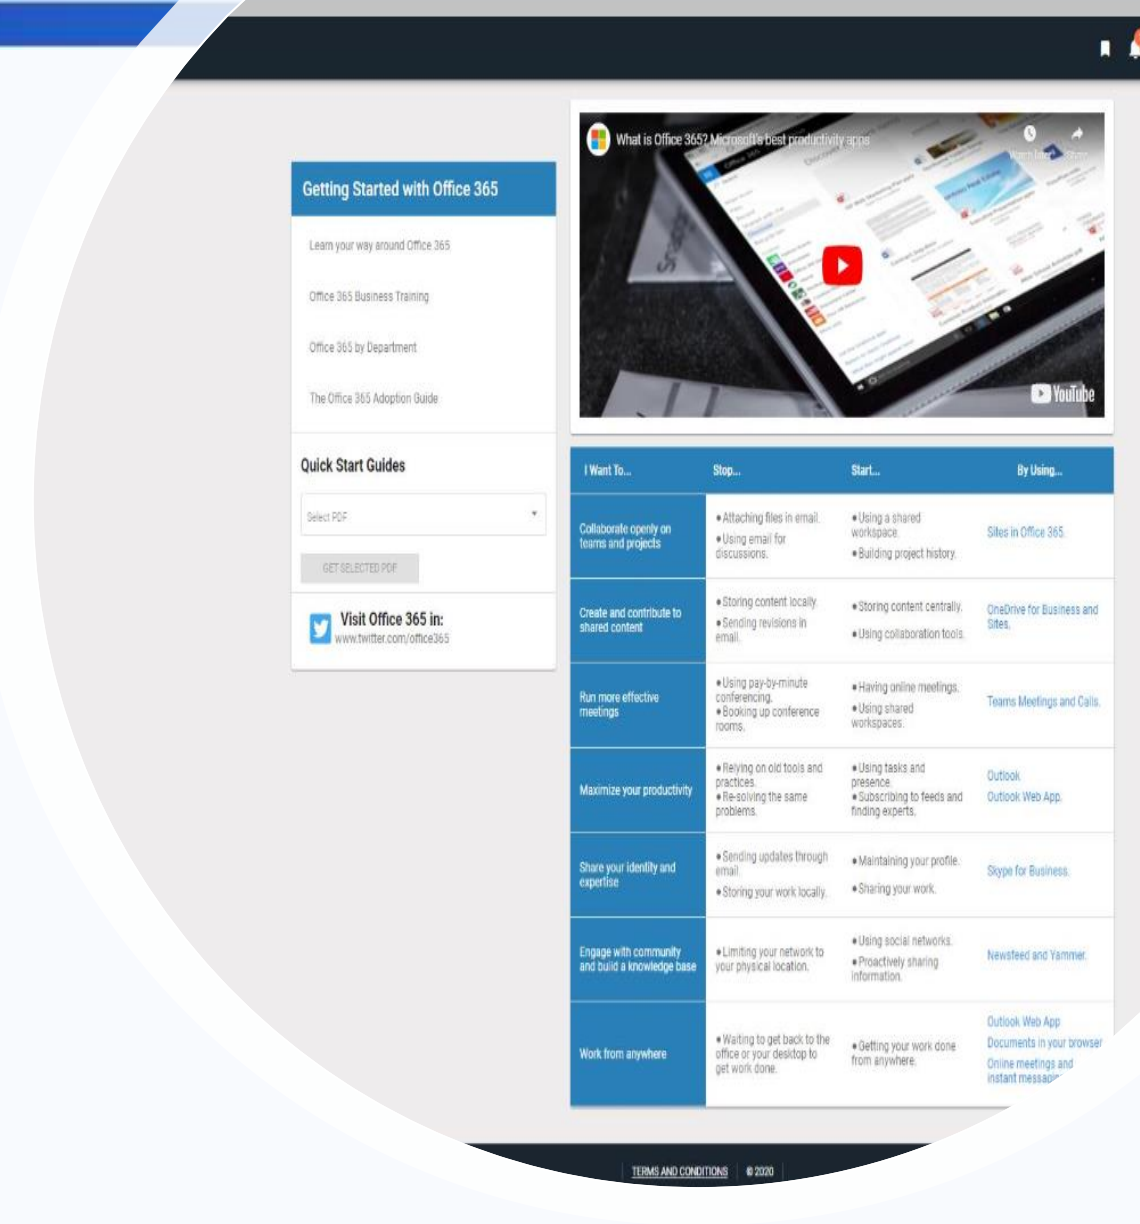 Getting Started with Office 365
Learn your way around Office 365
Office 365 Business Training
Office 365 by Department
The Office 365 Adoption Guide
Quick Start Guides
Select PDF
GET SELECTED PDF
Visit Office 365 in:
www.twitter.com/office365
What is Office 365? Microsoft's best productivity apps
Watch later Share
YouTube
I Want To... Stop... Start... By Using...
Collaborate openly on
teams and projects
• Attaching files in email.
• Using email for
discussions.
• Using a shared
workspace.
• Building project history.
Sites in Office 365.
Create and contribute to
shared content
• Storing content locally.
• Sending revisions in
email.
• Storing content centrally.
• Using collaboration tools.
OneDrive for Business and
Sites.
Run more effective
meetings
• Using pay-by-minute
conferencing.
• Booking up conference
rooms.
• Having online meetings.
• Using shared
workspaces.
Teams Meetings and Calls.
Maximize your productivity
• Relying on old tools and
practices.
• Re-solving the same
problems.
• Using tasks and
presence.
• Subscribing to feeds and
finding experts.
Outlook
Outlook Web App.
Share your identity and
expertise
• Sending updates through
email.
• Storing your work locally.
• Maintaining your profile.
• Sharing your work.
Skype for Business.
Engage with community
and build a knowledge base
• Limiting your network to
your physical location.
• Using social networks.
• Proactively sharing
information.
Newsfeed and Yammer.
Work from anywhere
• Waiting to get back to the
office or your desktop to
get work done.
• Getting your work done
from anywhere.
Outlook Web App
Documents in your browser
Online meetings and
instant
TERMS AND CONDITIONS © 2020